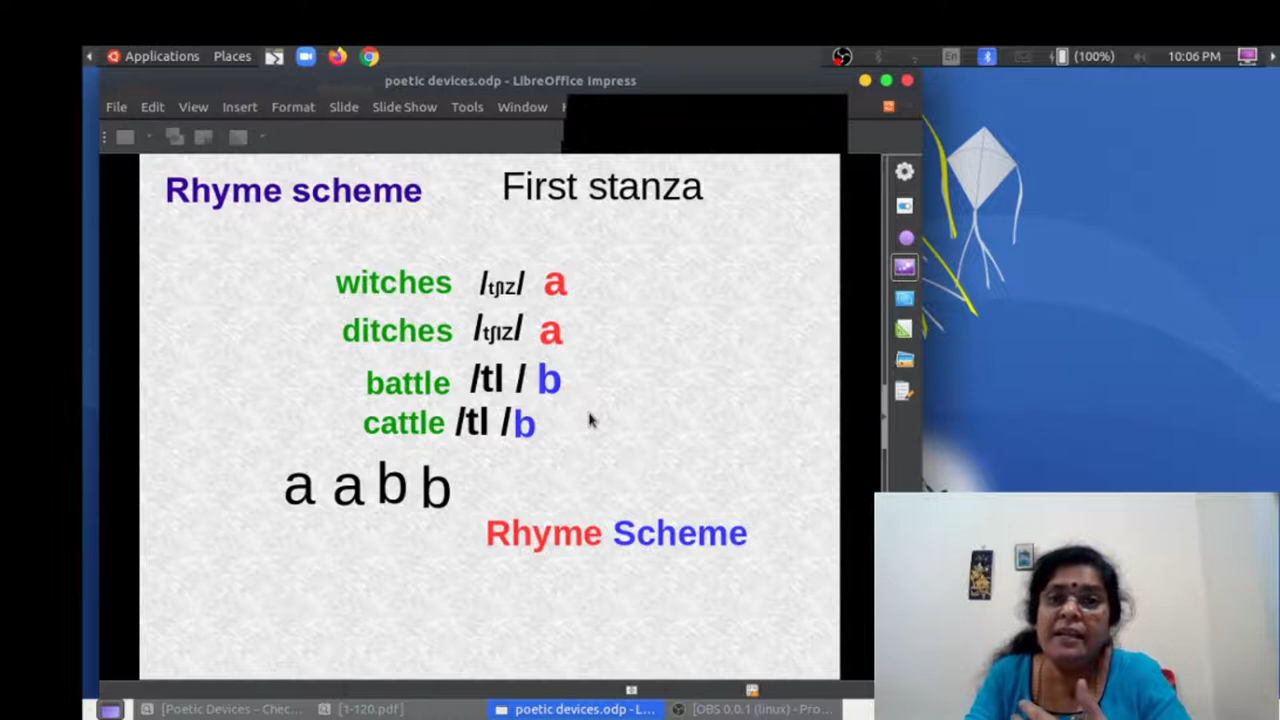 Applications Places En (100%) 10:06 PM
poetic devices.odp - LibreOffice Impress
File Edit View Insert Format Slide Slide Show Tools Window
Rhyme scheme First stanza
witches /tʃɪz/ a
ditches /tʃɪz/ a
battle /tl / b
cattle /tl / b
a a b b
Rhyme Scheme
[Poetic Devices – Chec... [1-120.pdf] poetic devices.odp - L... [OBS 0.0.1 (linux) - Pro...